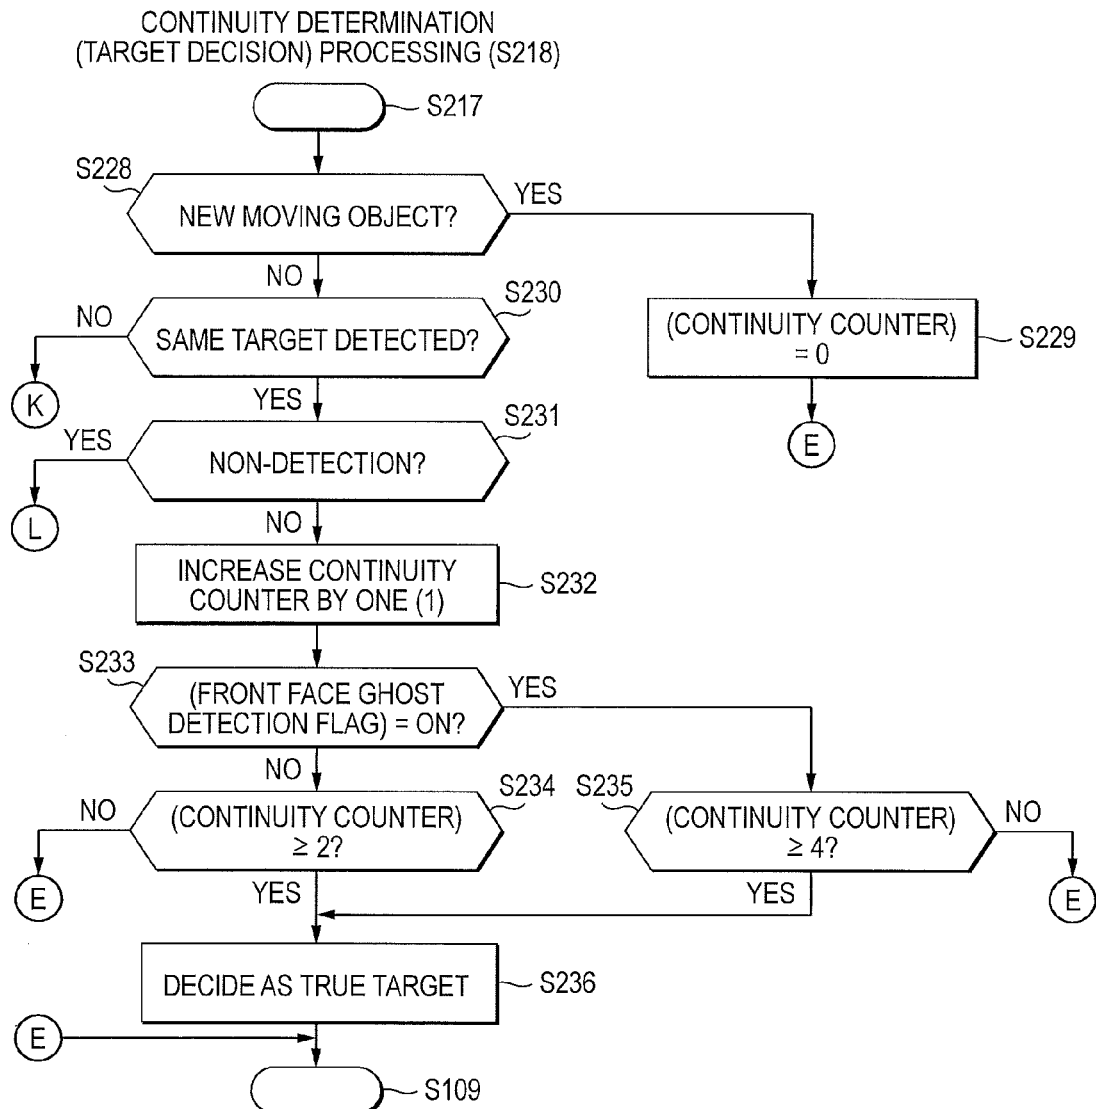 CONTINUITY DETERMINATION
(TARGET DECISION) PROCESSING (S218)
S217
S228
NEW MOVING OBJECT?
YES
NO
S230
NO
SAME TARGET DETECTED?
(CONTINUITY COUNTER)
= 0
S229
K
YES
S231
E
YES
NON-DETECTION?
L
NO
INCREASE CONTINUITY
COUNTER BY ONE (1)
S232
S233
(FRONT FACE GHOST
DETECTION FLAG) = ON?
YES
NO
S234
S235
NO
(CONTINUITY COUNTER)
≥ 2?
(CONTINUITY COUNTER)
≥ 4?
NO
E
YES
YES
E
DECIDE AS TRUE TARGET
S236
E
S109